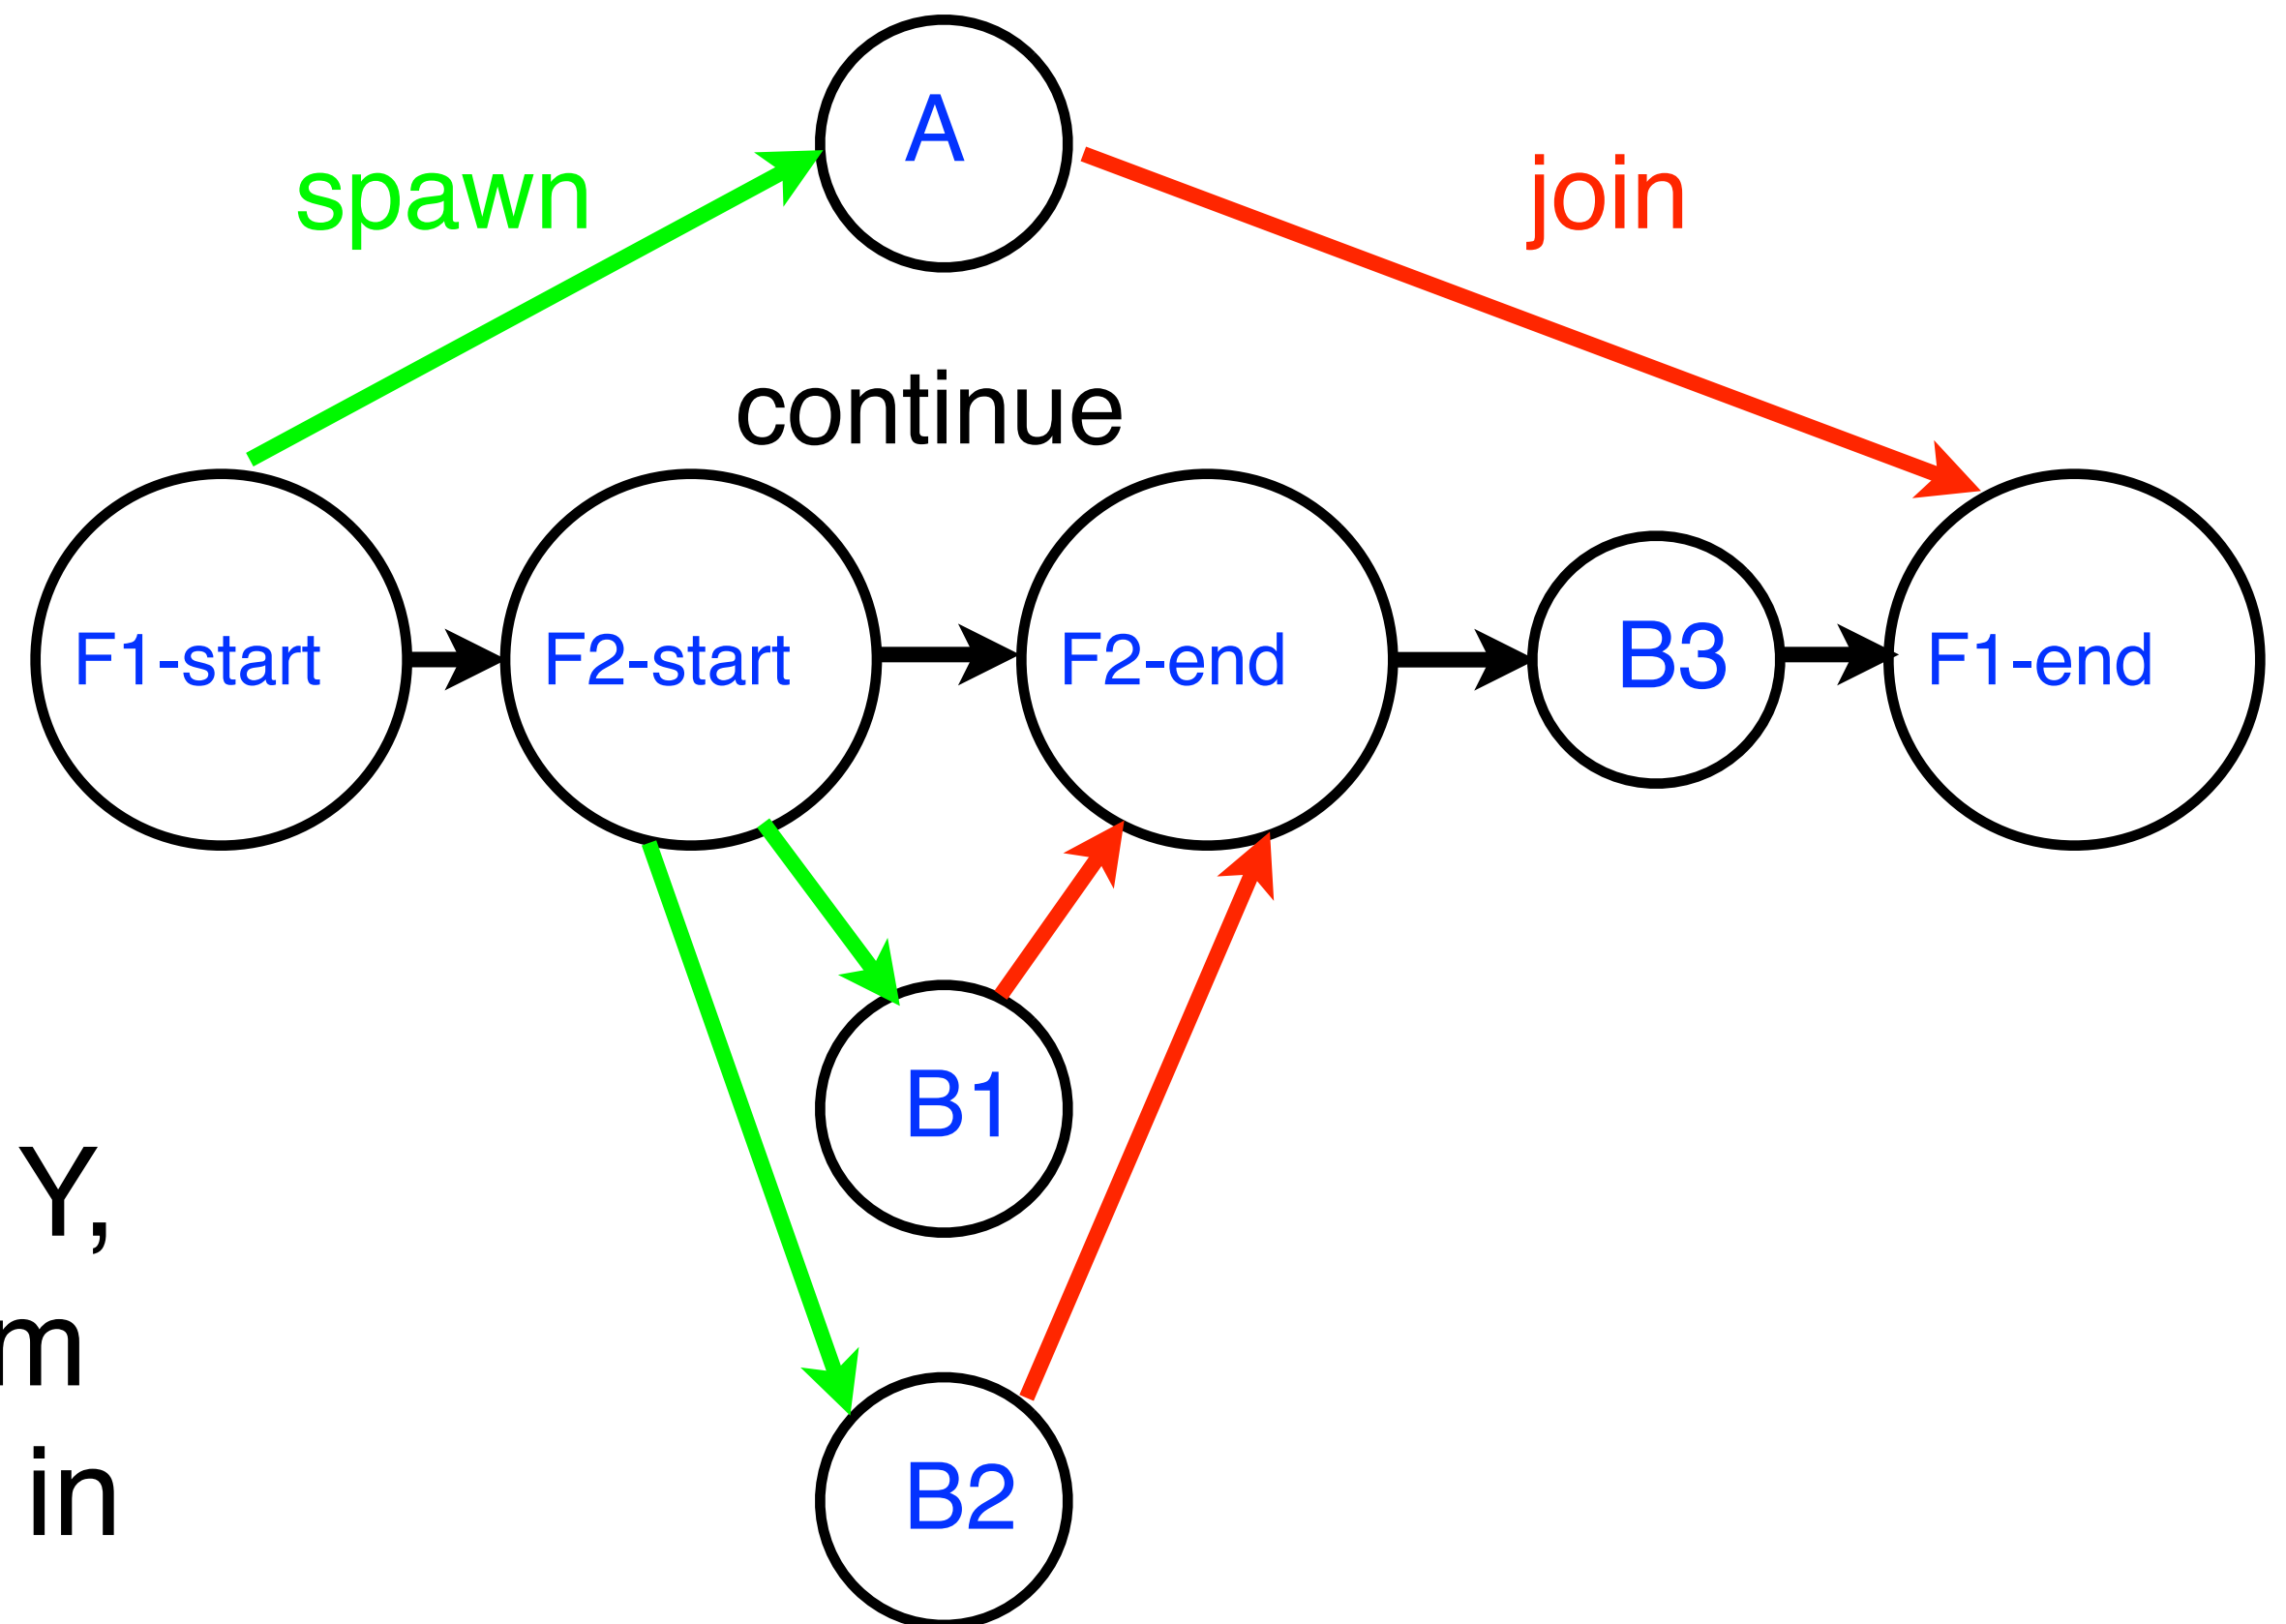 A
spawn
join
continue
F1-start
F2-start
F2-end
B3
F1-end
B1
Y,
m
in
B2